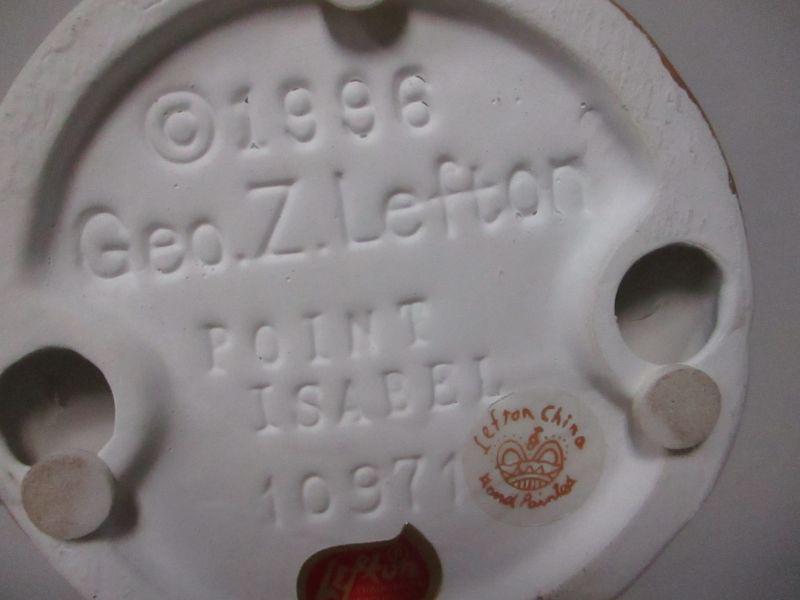 ©1996
Geo.Z.Lefton
POINT
ISABEL
10971
Lefton China
Hand Painted
Lefton